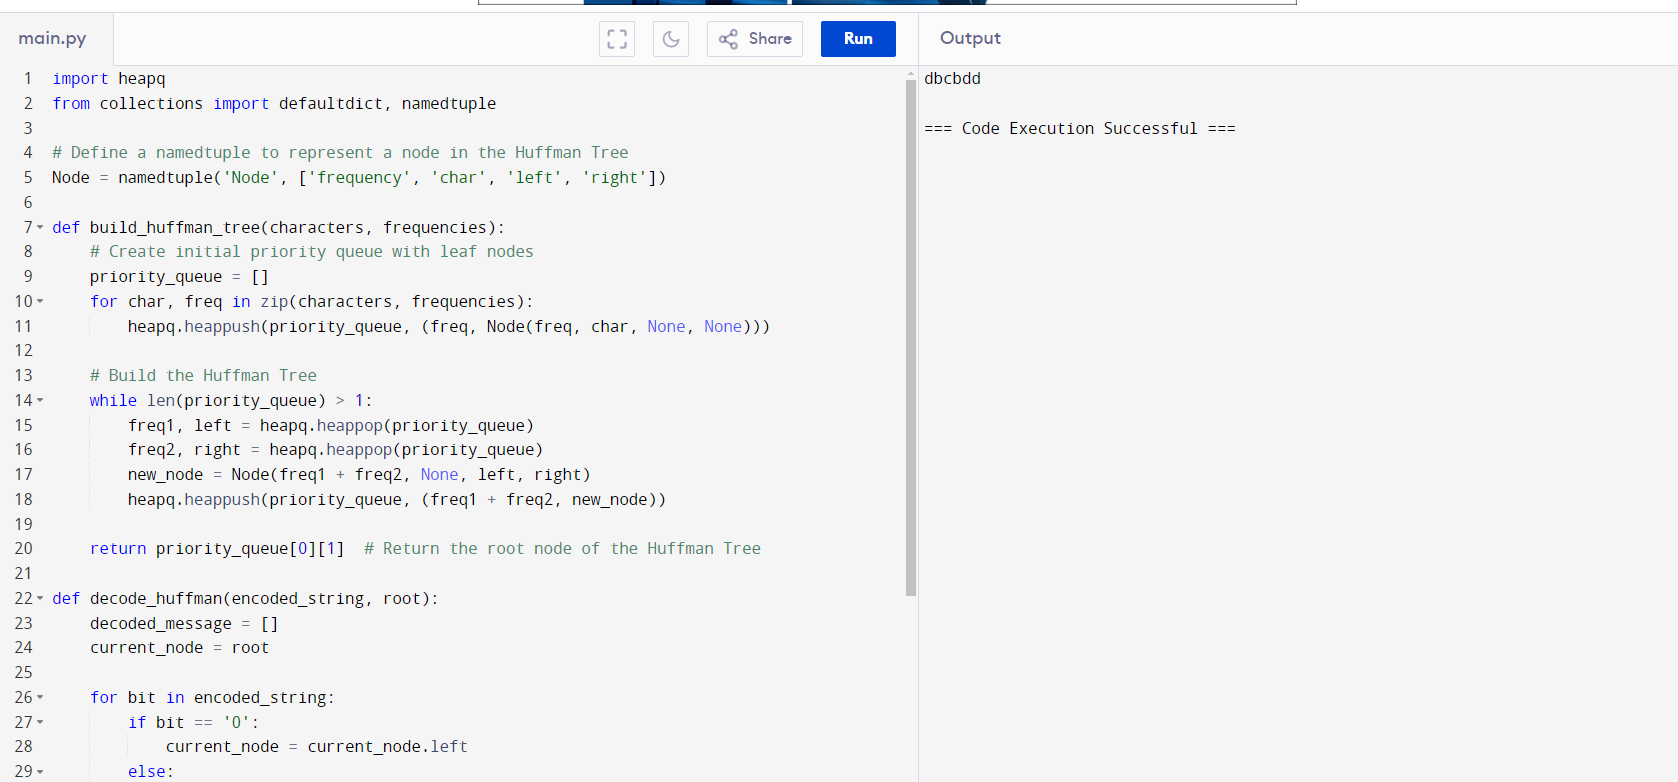 main.py
Share
Run
Output
1 import heapq
2 from collections import defaultdict, namedtuple
3
4 # Define a namedtuple to represent a node in the Huffman Tree
5 Node = namedtuple('Node', ['frequency', 'char', 'left', 'right'])
6
7 def build_huffman_tree(characters, frequencies):
8     # Create initial priority queue with leaf nodes
9     priority_queue = []
10     for char, freq in zip(characters, frequencies):
11         heapq.heappush(priority_queue, (freq, Node(freq, char, None, None)))
12
13     # Build the Huffman Tree
14     while len(priority_queue) > 1:
15         freq1, left = heapq.heappop(priority_queue)
16         freq2, right = heapq.heappop(priority_queue)
17         new_node = Node(freq1 + freq2, None, left, right)
18         heapq.heappush(priority_queue, (freq1 + freq2, new_node))
19
20     return priority_queue[0][1]  # Return the root node of the Huffman Tree
21
22 def decode_huffman(encoded_string, root):
23     decoded_message = []
24     current_node = root
25
26     for bit in encoded_string:
27         if bit == '0':
28             current_node = current_node.left
29         else:
dbcbdd
=== Code Execution Successful ===